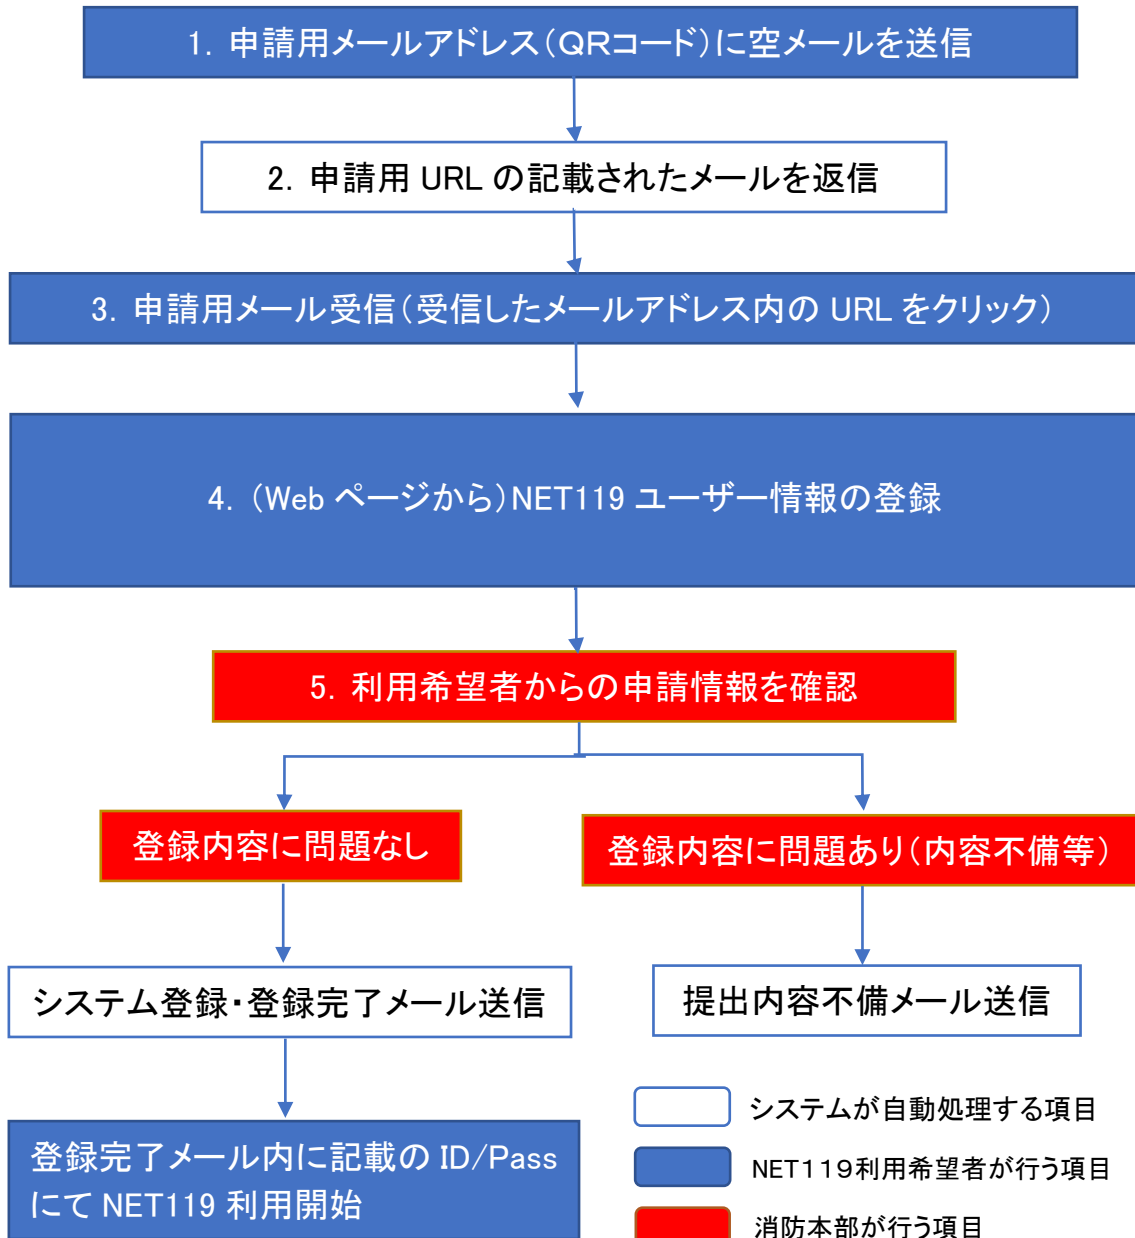 1. 申請用メールアドレス（QRコード）に空メールを送信
2. 申請用 URL の記載されたメールを返信
3. 申請用メール受信（受信したメールアドレス内の URL をクリック）
4. （Web ページから）NET119 ユーザー情報の登録
5. 利用希望者からの申請情報を確認
登録内容に問題なし
登録内容に問題あり（内容不備等）
システム登録・登録完了メール送信
提出内容不備メール送信
登録完了メール内に記載の ID/Pass
にて NET119 利用開始
システムが自動処理する項目
NET119利用希望者が行う項目
消防本部が行う項目